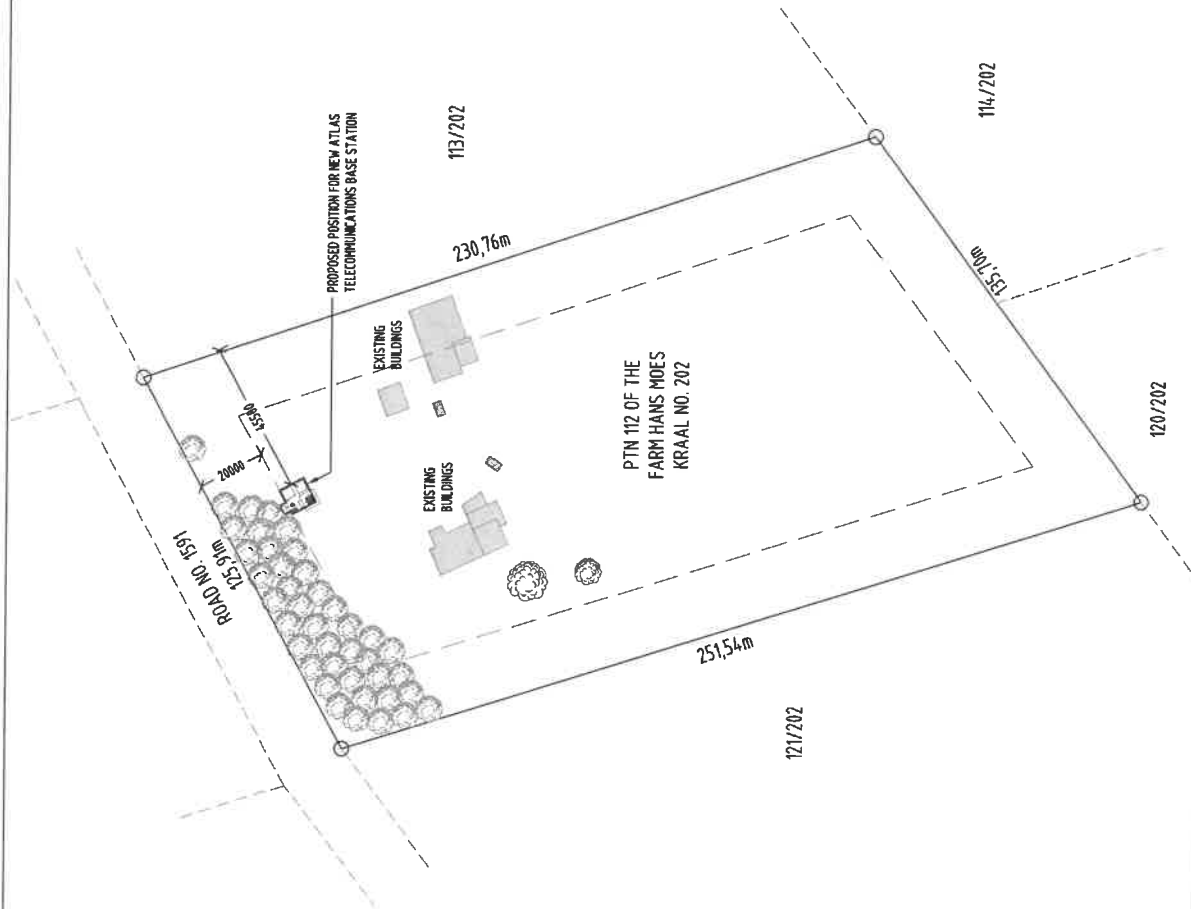 PROPOSED POSITION FOR NEW ATLAS
TELECOMMUNICATIONS BASE STATION
113/202
114/202
230,76m
EXISTING
BUILDINGS
45580
20000
ROAD NO. 1591
125,91m
EXISTING
BUILDINGS
PTN 112 OF THE
FARM HANS MOES
KRAAL NO. 202
135,70m
120/202
251,54m
121/202